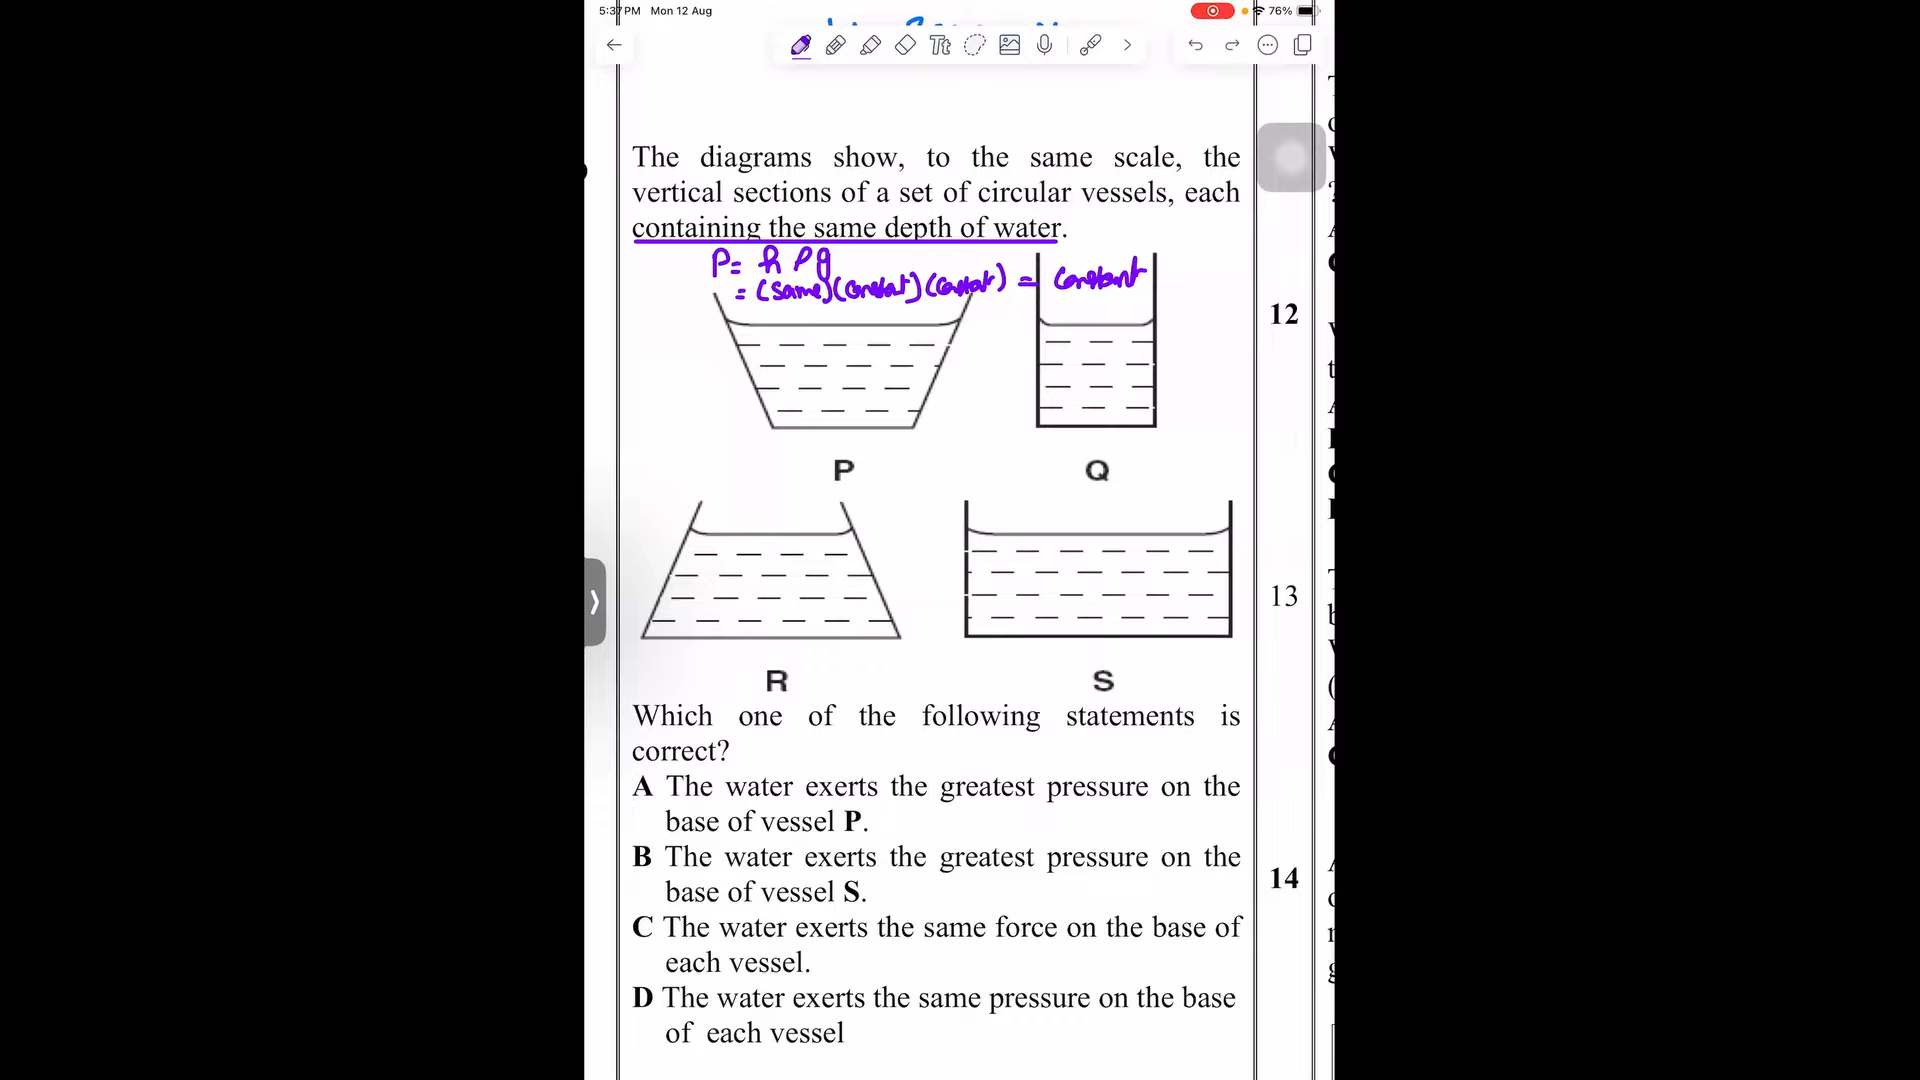 5:37 PM Mon 12 Aug
76%
Tt
The diagrams show, to the same scale, the
vertical sections of a set of circular vessels, each
containing the same depth of water.
P = h ρ g
= (same)(constant)(constant) = constant
12
P
Q
13
R
S
Which one of the following statements is
correct?
A The water exerts the greatest pressure on the
base of vessel P.
B The water exerts the greatest pressure on the
base of vessel S.
14
C The water exerts the same force on the base of
each vessel.
D The water exerts the same pressure on the base
of each vessel